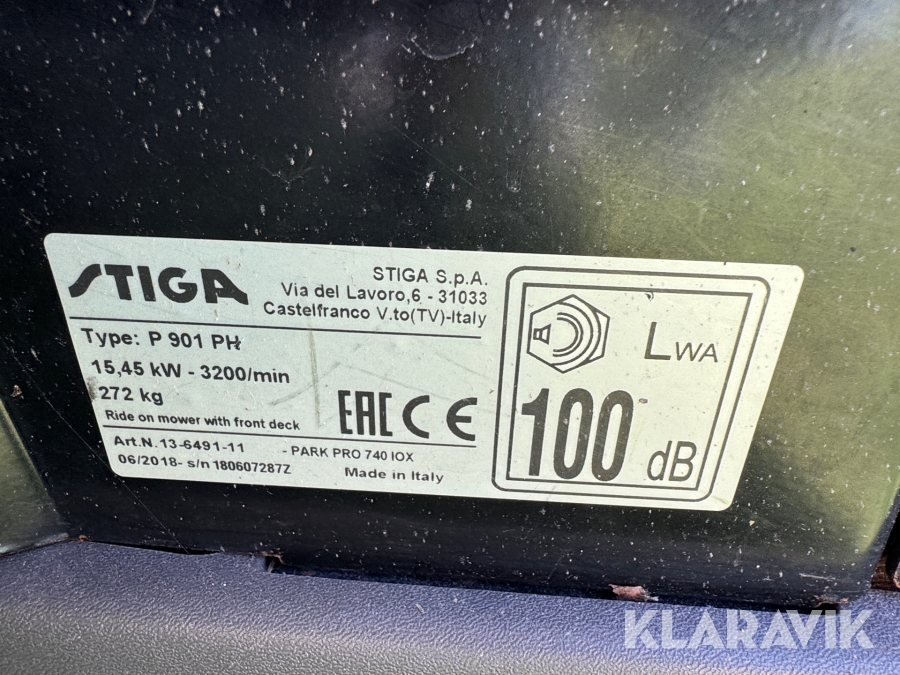 STIGA
STIGA S.p.A.
Via del Lavoro,6 - 31033
Castelfranco V.to(TV)-Italy
Type: P 901 PH
15,45 kW - 3200/min
272 kg
Ride on mower with front deck
EAC CE
Art.N.13-6491-11 - PARK PRO 740 IOX
06/2018- s/n 180607287Z Made in Italy
LWA
100 dB
KLARAVIK